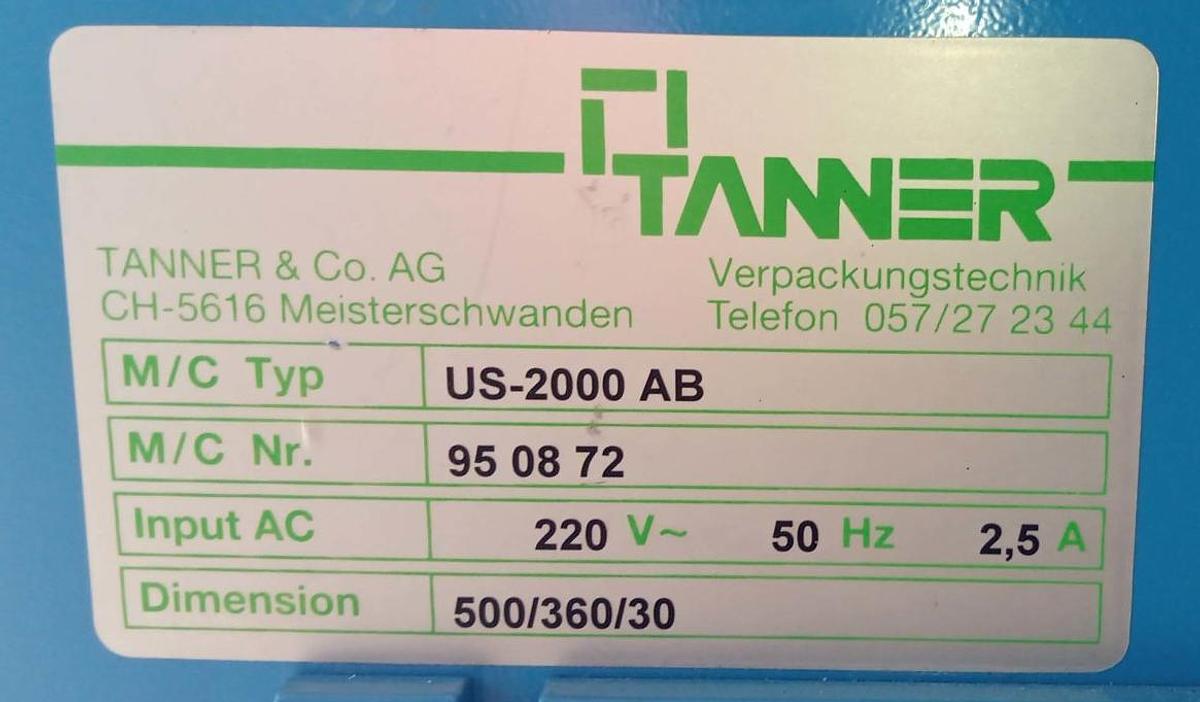 TANNER
TANNER & Co. AG
CH-5616 Meisterschwanden
Verpackungstechnik
Telefon 057/27 23 44
M/C Typ US-2000 AB
M/C Nr. 95 08 72
Input AC 220 V~ 50 Hz 2,5 A
Dimension 500/360/30